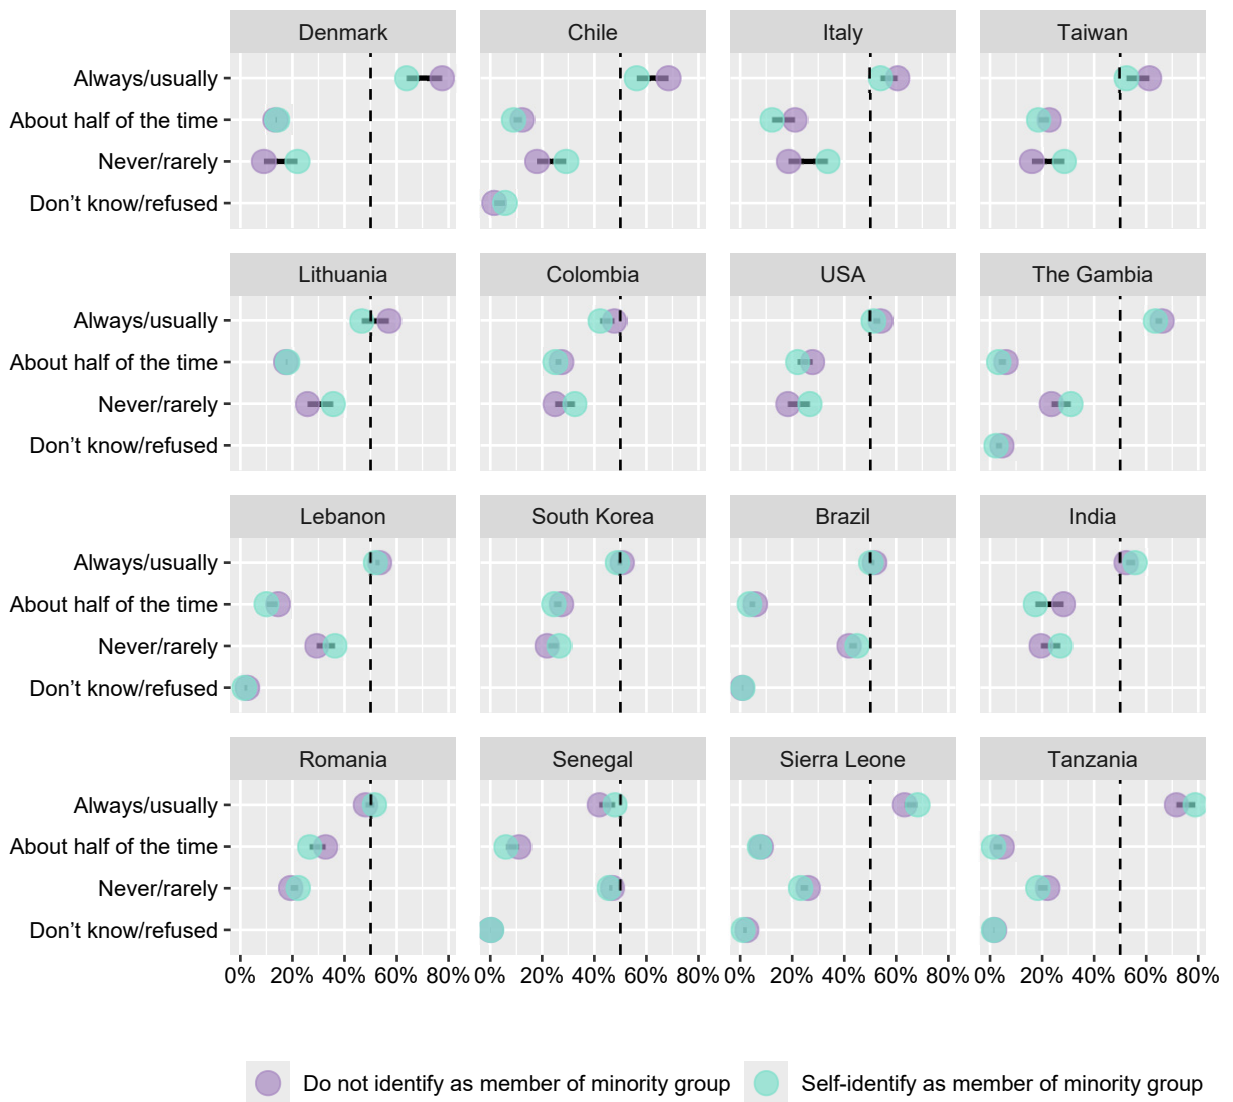 Denmark Chile Italy Taiwan
Always/usually
About half of the time
Never/rarely
Don’t know/refused
Lithuania Colombia USA The Gambia
Always/usually
About half of the time
Never/rarely
Don’t know/refused
Lebanon South Korea Brazil India
Always/usually
About half of the time
Never/rarely
Don’t know/refused
Romania Senegal Sierra Leone Tanzania
Always/usually
About half of the time
Never/rarely
Don’t know/refused
0% 20% 40% 60% 80% 0% 20% 40% 60% 80% 0% 20% 40% 60% 80% 0% 20% 40% 60% 80%
Do not identify as member of minority group Self-identify as member of minority group